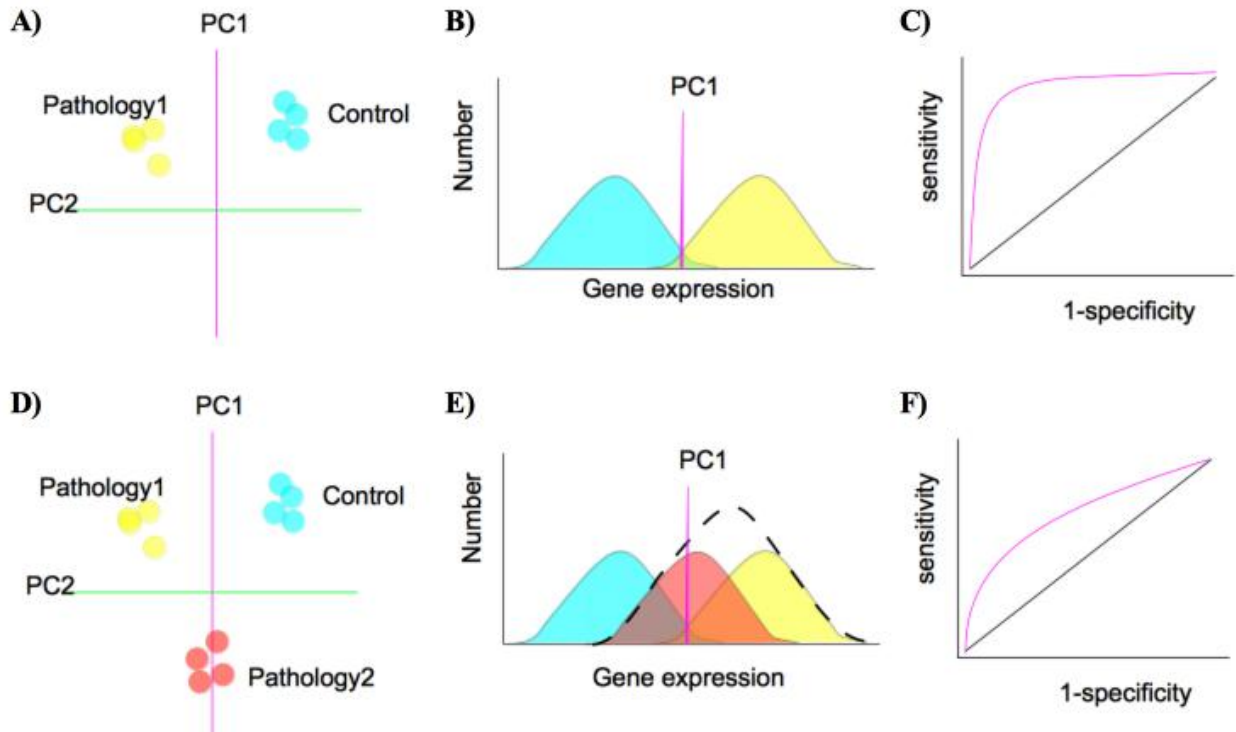 A)
PC1
Pathology1
Control
PC2
B)
PC1
Number
Gene expression
C)
sensitivity
1-specificity
D)
PC1
Pathology1
Control
PC2
Pathology2
E)
PC1
Number
Gene expression
F)
sensitivity
1-specificity